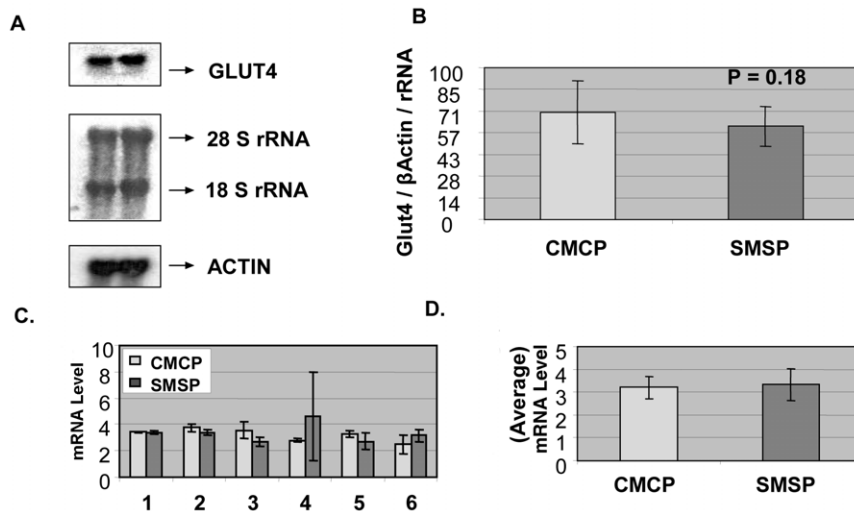 A
GLUT4
28 S rRNA
18 S rRNA
ACTIN
B
Glut4 / βActin / rRNA
100
85
71
57
43
28
14
0
P = 0.18
CMCP
SMSP
C.
mRNA Level
10
8
6
4
2
0
CMCP
SMSP
1 2 3 4 5 6
D.
(Average)
mRNA Level
5
4
3
2
1
0
CMCP
SMSP